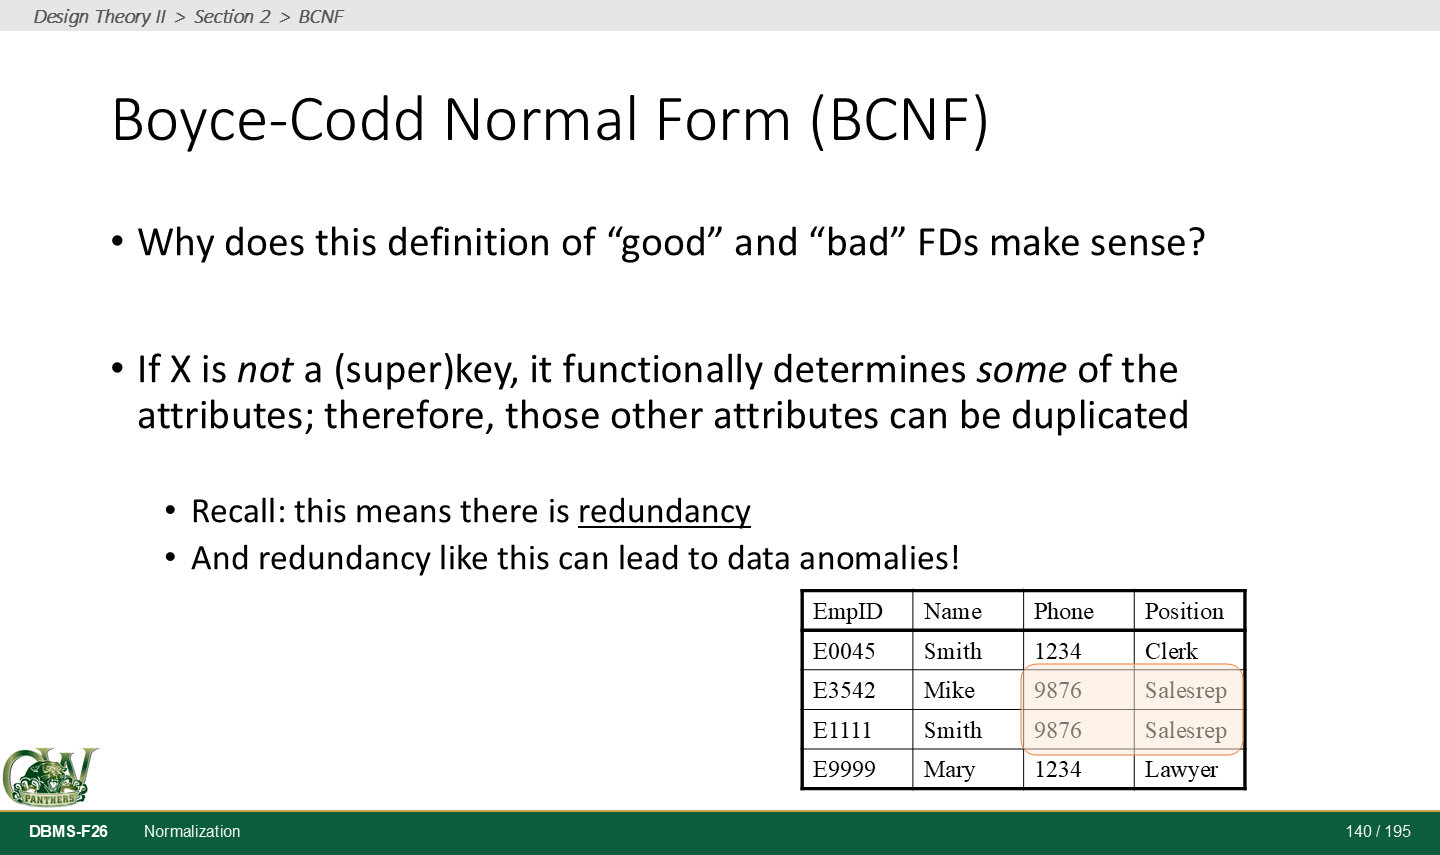 Design Theory II > Section 2 > BCNF
Boyce-Codd Normal Form (BCNF)
• Why does this definition of “good” and “bad” FDs make sense?
• If X is not a (super)key, it functionally determines some of the
attributes; therefore, those other attributes can be duplicated
• Recall: this means there is redundancy
• And redundancy like this can lead to data anomalies!
EmpID Name Phone Position
E0045 Smith 1234 Clerk
E3542 Mike 9876 Salesrep
E1111 Smith 9876 Salesrep
E9999 Mary 1234 Lawyer
OW
PANTHERS
DBMS-F26 Normalization 140 / 195